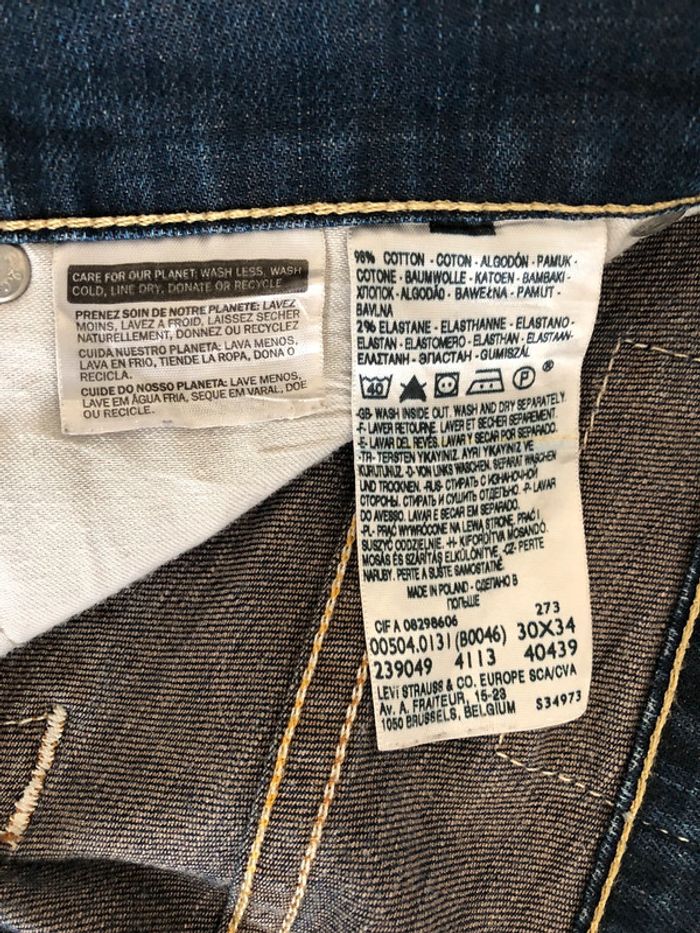 CARE FOR OUR PLANET: WASH LESS, WASH
COLD, LINE DRY, DONATE OR RECYCLE
PRENEZ SOIN DE NOTRE PLANETE: LAVEZ
MOINS, LAVEZ A FROID, LAISSEZ SECHER
NATURELLEMENT, DONNEZ OU RECYCLEZ
CUIDA NUESTRO PLANETA: LAVA MENOS,
LAVA EN FRIO, TIENDE LA ROPA, DONA O
RECICLA.
CUIDE DO NOSSO PLANETA: LAVE MENOS,
LAVE EM ÁGUA FRIA, SEQUE EM VARAL, DOE
OU RECICLE.
98% COTTON - COTON - ALGODÓN - PAMUK -
COTONE - BAUMWOLLE - KATOEN - BAMBAKI -
ХЛОПОК - ALGODÃO - BAWEŁNA - PAMUT -
BAVLNA
2% ELASTANE - ELASTHANNE - ELASTANO -
ELASTAN - ELASTOMERO - ELASTHAN - ELASTAAN -
ΕΛΑΣΤΑΝΗ - ЭЛАСТАН - GUMISZÁL
40 P ®
-GB- WASH INSIDE OUT. WASH AND DRY SEPARATELY.
-F- LAVER RETOURNE. LAVER ET SECHER SEPAREMENT.
-E- LAVAR DEL REVÉS. LAVAR Y SECAR POR SEPARADO.
-TR- TERSTEN YIKAYINIZ. AYRI YIKAYINIZ VE
KURUTUNUZ. -D- VON LINKS WASCHEN. SEPARAT WASCHEN
UND TROCKNEN. -RUS- СТИРАТЬ С ИЗНАНОЧНОЙ
СТОРОНЫ. СТИРАТЬ И СУШИТЬ ОТДЕЛЬНО. -P- LAVAR
DO AVESSO. LAVAR E SECAR EM SEPARADO.
-PL- PRAĆ WYWRÓCONE NA LEWĄ STRONĘ. PRAĆ I
SUSZYĆ ODDZIELNIE. -H- KIFORDÍTVA MOSANDÓ.
MOSÁS ÉS SZÁRÍTÁS ELKÜLÖNÍTVE. -CZ- PERTE
NARUBY. PERTE A SUŠTE SAMOSTATNĚ.
MADE IN POLAND - СДЕЛАНО В
ПОЛЬШЕ
273
CIF A 08298606
00504.0131 (B0046) 30X34
239049 4113 40439
LEVI STRAUSS & CO. EUROPE SCA/CVA
Av. A. FRAITEUR, 15-23
1050 BRUSSELS, BELGIUM S34973